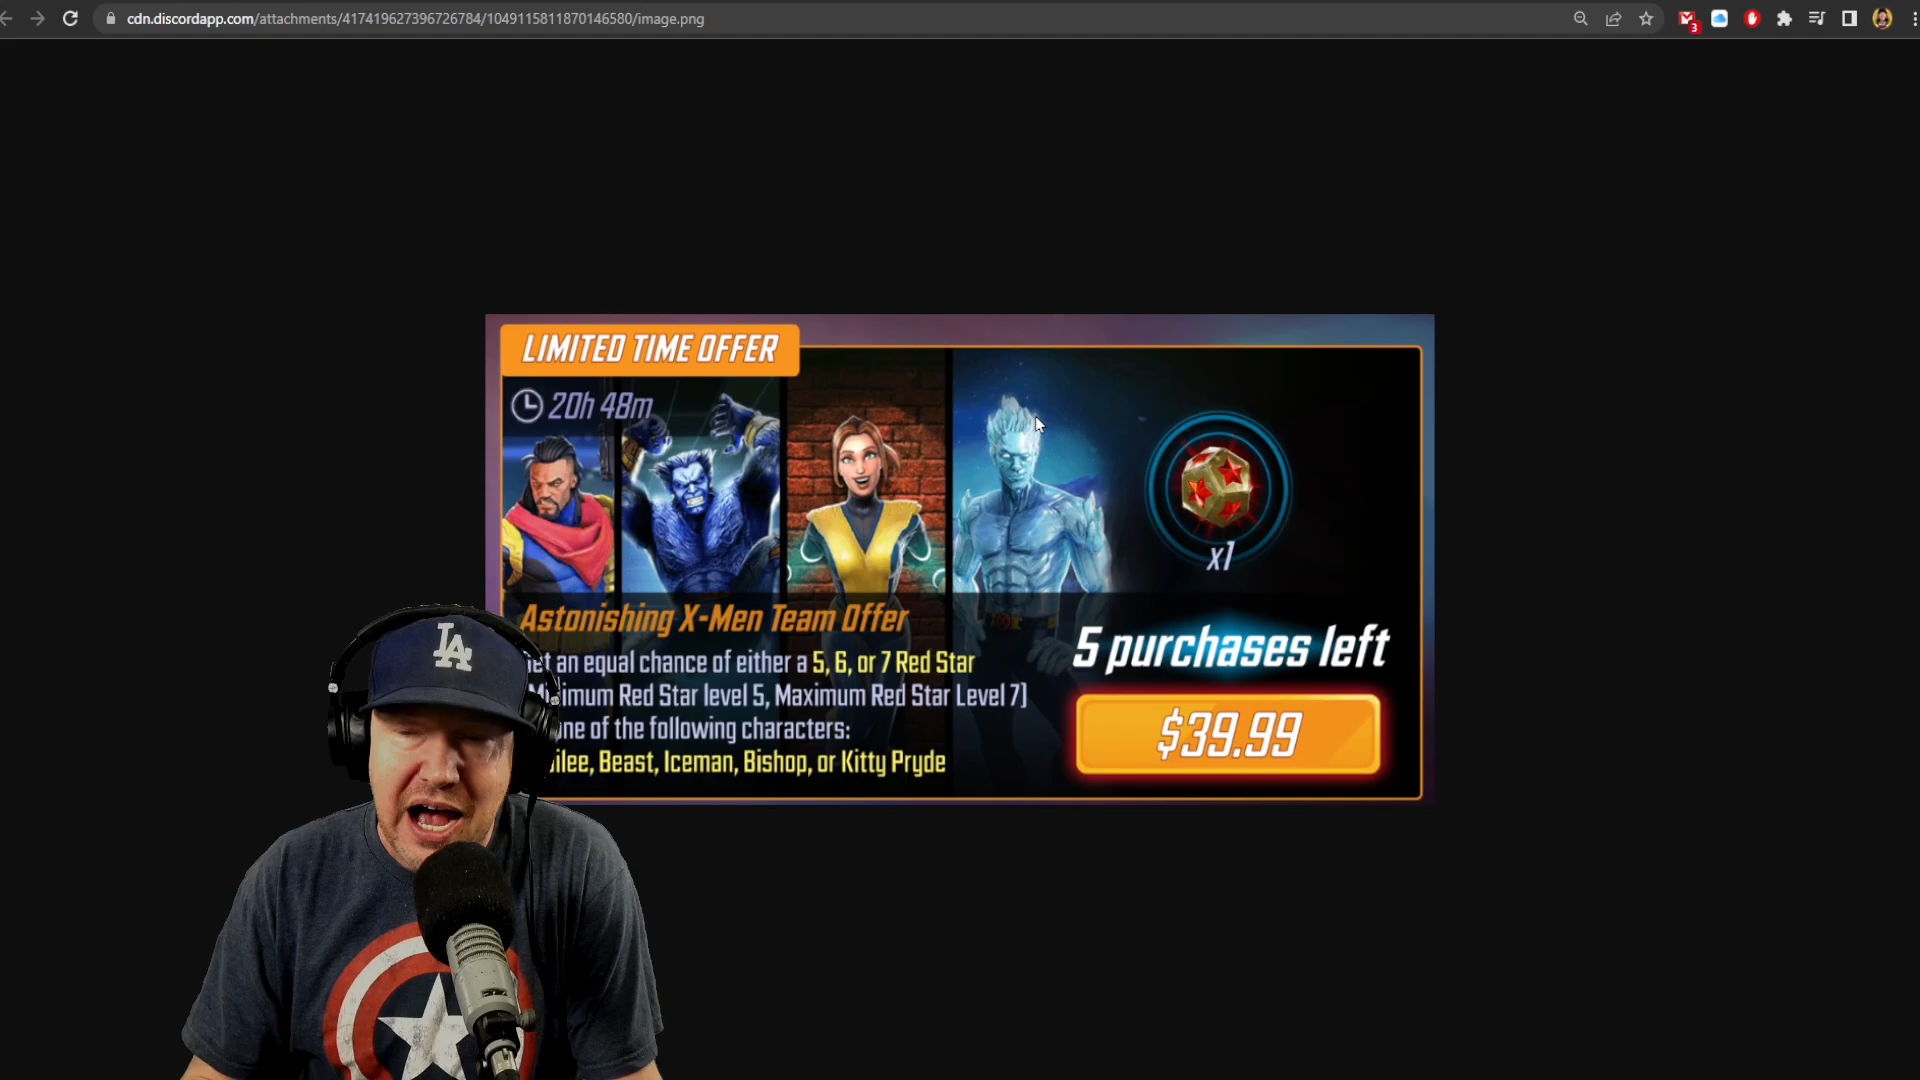 cdn.discordapp.com/attachments/417419627396726784/1049115811870146580/image.png
3
LIMITED TIME OFFER
20h 48m
x1
Astonishing X-Men Team Offer
an equal chance of either a 5, 6, or 7 Red Star
Red Star level 5, Maximum Red Star Level 7]
of the following characters:
Beast, Iceman, Bishop, or Kitty Pryde
5 purchases left
$39.99
LA